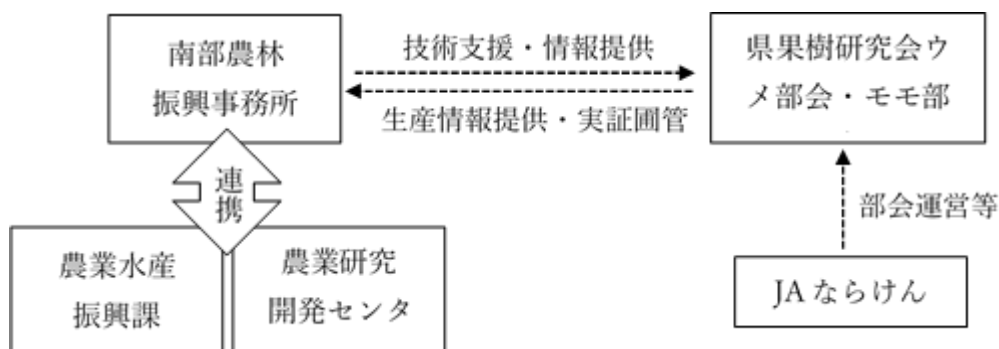 南部農林
振興事務所
技術支援・情報提供
生産情報提供・実証圃管
県果樹研究会ウ
メ部会・モモ部
連
携
部会運営等
農業水産
振興課
農業研究
開発センタ
JAならけん